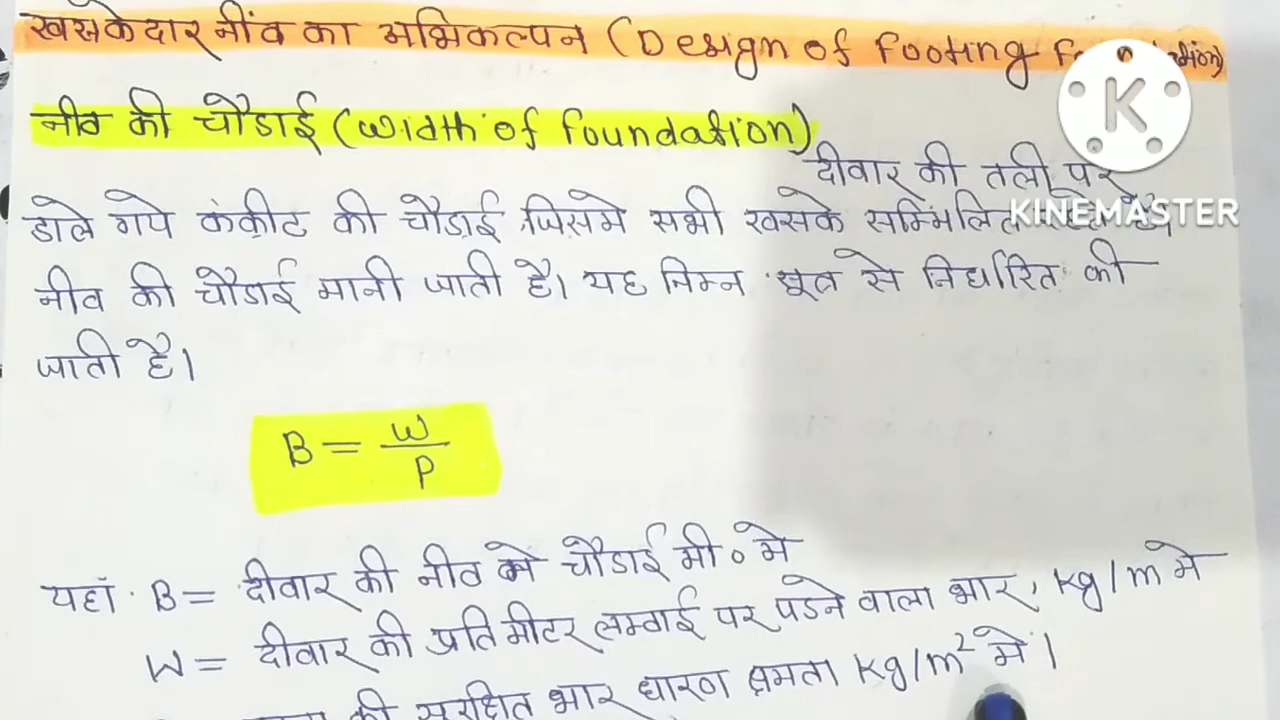 खसकेदार नींव का अभिकल्पन (Design of Footing
नीव की चौडाई (width of foundation)
दीवार की तली पर
डाले गये कंकीट की चौड़ाई जिसमे सभी खसके सम्मिलित
नीव की चौडाई मानी जाती है। यह निम्न सूत्र से निर्धारित की
जाती है।
B = W/P
यहाँ B = दीवार की नीव की चौडाई मी० मे
W = दीवार की प्रति मीटर लम्बाई पर पडने वाला भार, kg/m मे
की सुरक्षित भार धारण क्षमता kg/m² मे।
K
KINEMASTER